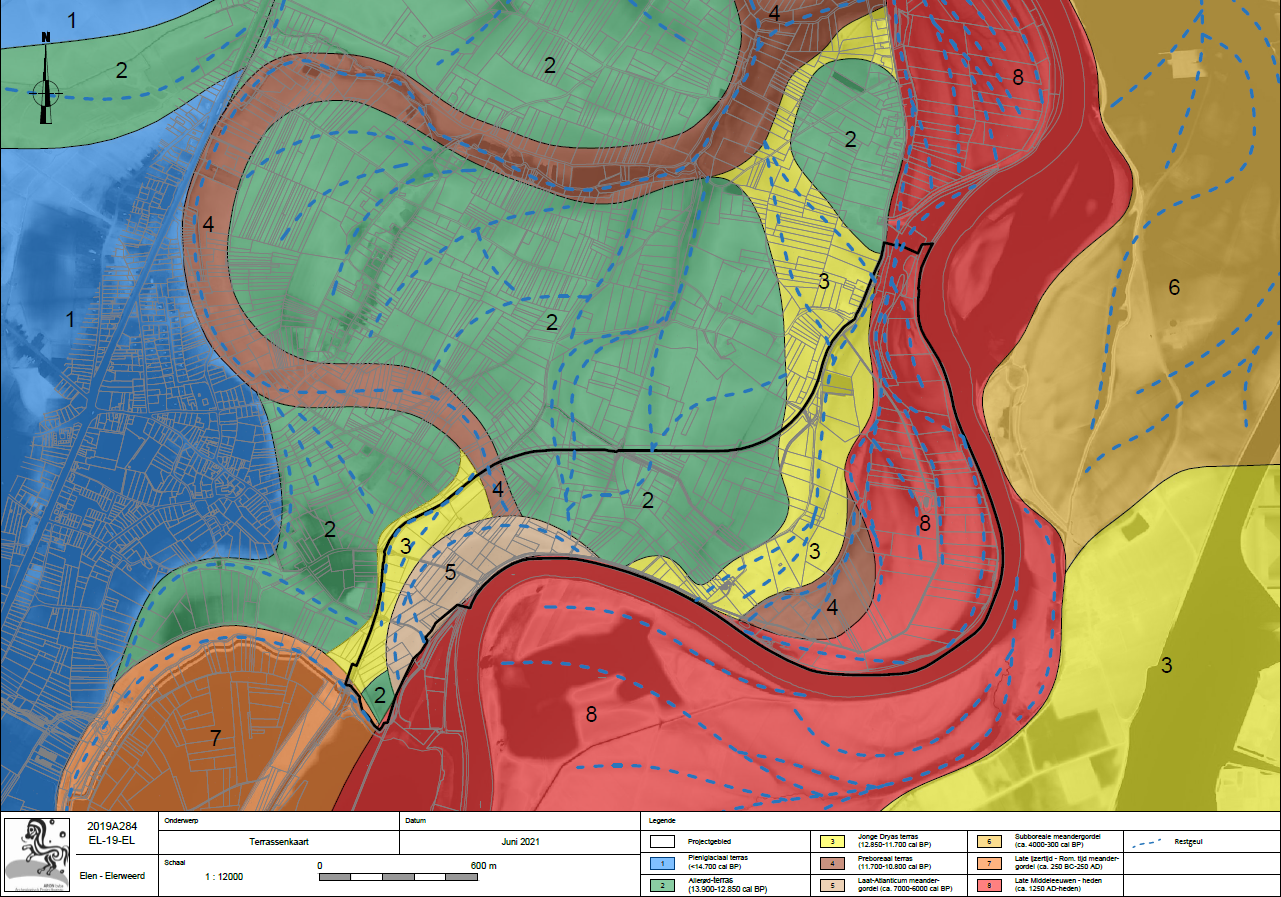 1
N
4
2
2
8
2
4
3
6
1
2
4
2
8
2
3
3
5
4
3
2
8
7
2019A284
EL-19-EL
Elen - Elerweerd
Onderwerp
Terrassenkaart
Datum
Juni 2021
Schaal
1 : 12000
0
600 m
Legende
Projectgebied
1
Pleniglaciaal terras
(<14.700 cal BP)
2
Allerød-terras
(13.900-12.850 cal BP)
3
Jonge Dryas terras
(12.850-11.700 cal BP)
4
Preboreaal terras
(11.700-10.800 cal BP)
5
Laat-Atlanticum meander-
gordel (ca. 7000-6000 cal BP)
6
Subboreale meandergordel
(ca. 4000-300 cal BP)
7
Late IJzertijd - Rom. tijd meander-
gordel (ca. 250 BC-250 AD)
8
Late Middeleeuwen - heden
(ca. 1250 AD-heden)
Restgeul